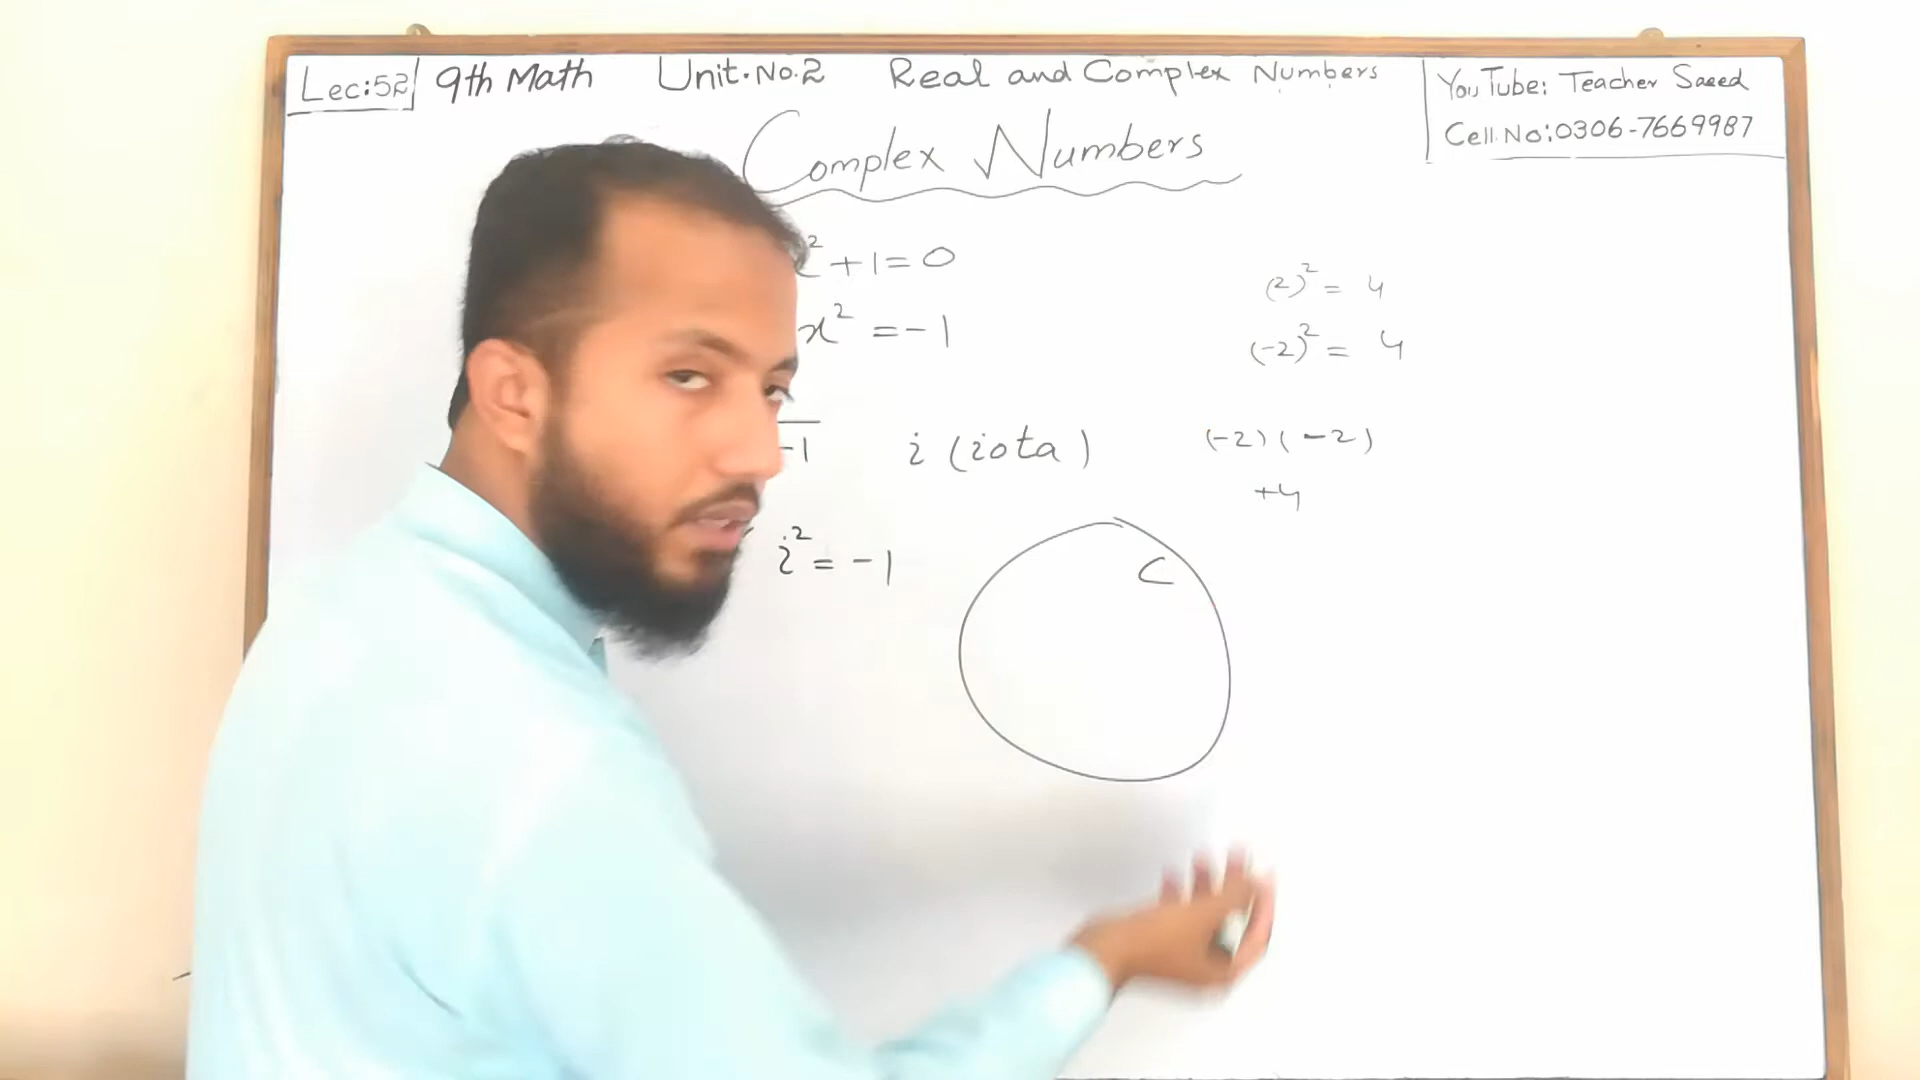 Lec:52 9th Math Unit.No.2 Real and Complex Numbers
YouTube: Teacher Saeed
Cell.No:0306-7669987
Complex Numbers
² +1=0
x² = -1
-1 i (iota)
i² = -1
(2)² = 4
(-2)² = 4
(-2)(-2)
+4
C